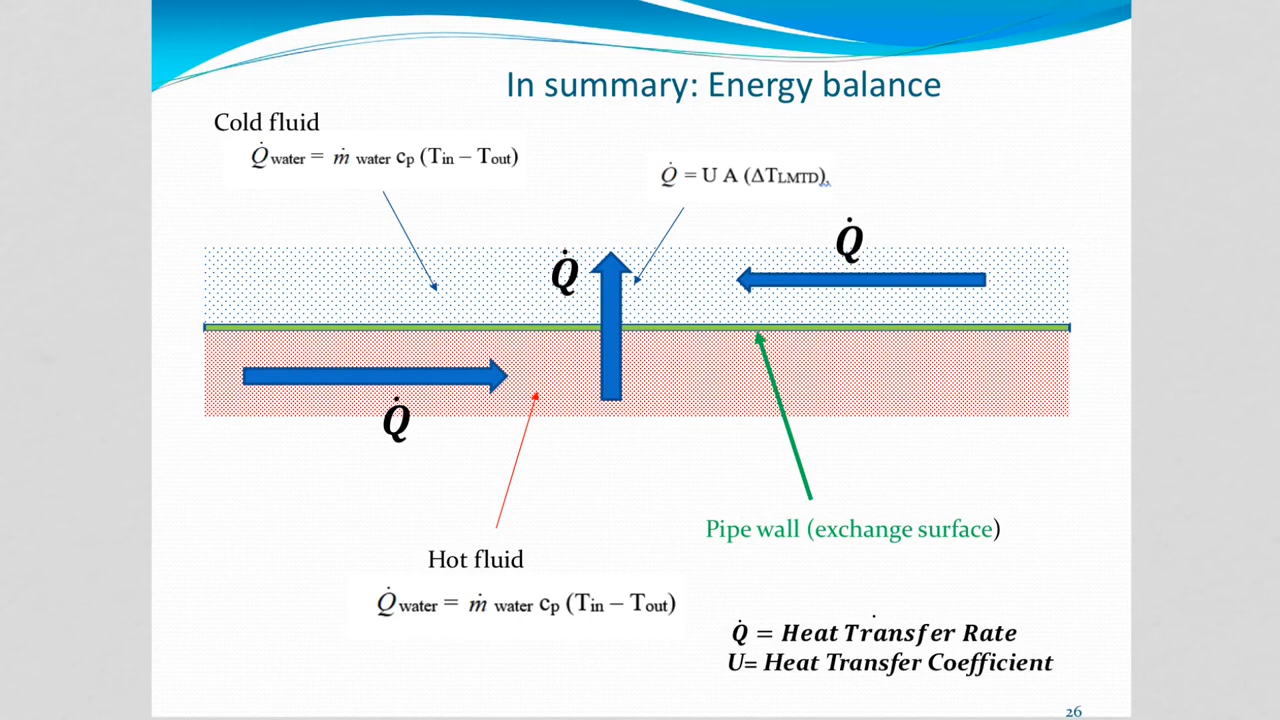 In summary: Energy balance
Cold fluid
Q̇ water = ṁ water cp (Tin – Tout)
Q̇ = U A (ΔTLMTD),
Q̇
Q̇
Q̇
Pipe wall (exchange surface)
Hot fluid
Q̇ water = ṁ water cp (Tin – Tout)
Q̇ = Heat Transfer Rate
U= Heat Transfer Coefficient
26